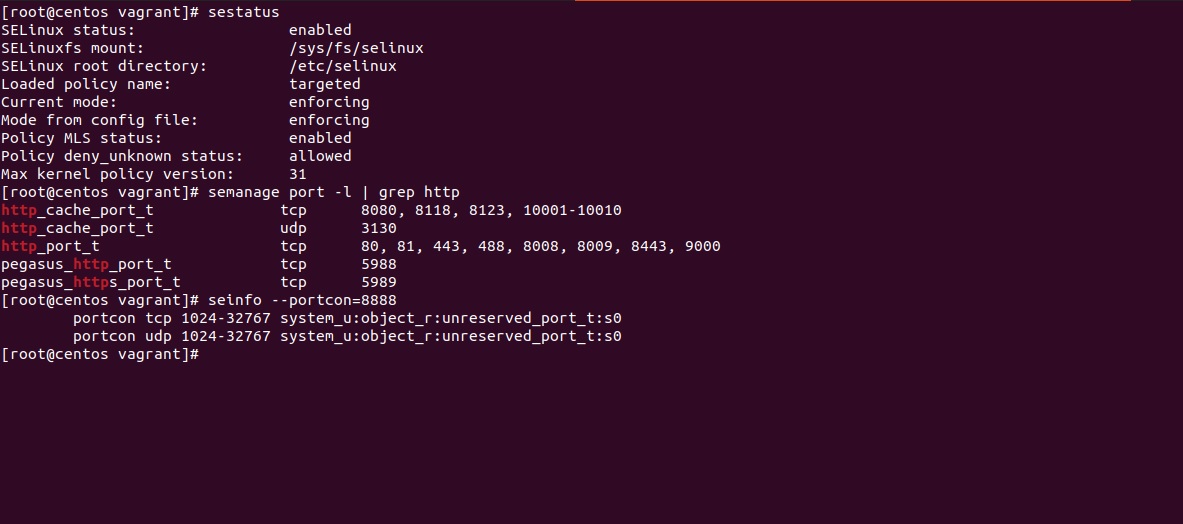 [root@centos vagrant]# sestatus
SELinux status:                 enabled
SELinuxfs mount:                /sys/fs/selinux
SELinux root directory:         /etc/selinux
Loaded policy name:             targeted
Current mode:                   enforcing
Mode from config file:          enforcing
Policy MLS status:              enabled
Policy deny_unknown status:     allowed
Max kernel policy version:      31
[root@centos vagrant]# semanage port -l | grep http
http_cache_port_t              tcp      8080, 8118, 8123, 10001-10010
http_cache_port_t              udp      3130
http_port_t                    tcp      80, 81, 443, 488, 8008, 8009, 8443, 9000
pegasus_http_port_t            tcp      5988
pegasus_https_port_t           tcp      5989
[root@centos vagrant]# seinfo --portcon=8888
        portcon tcp 1024-32767 system_u:object_r:unreserved_port_t:s0
        portcon udp 1024-32767 system_u:object_r:unreserved_port_t:s0
[root@centos vagrant]#